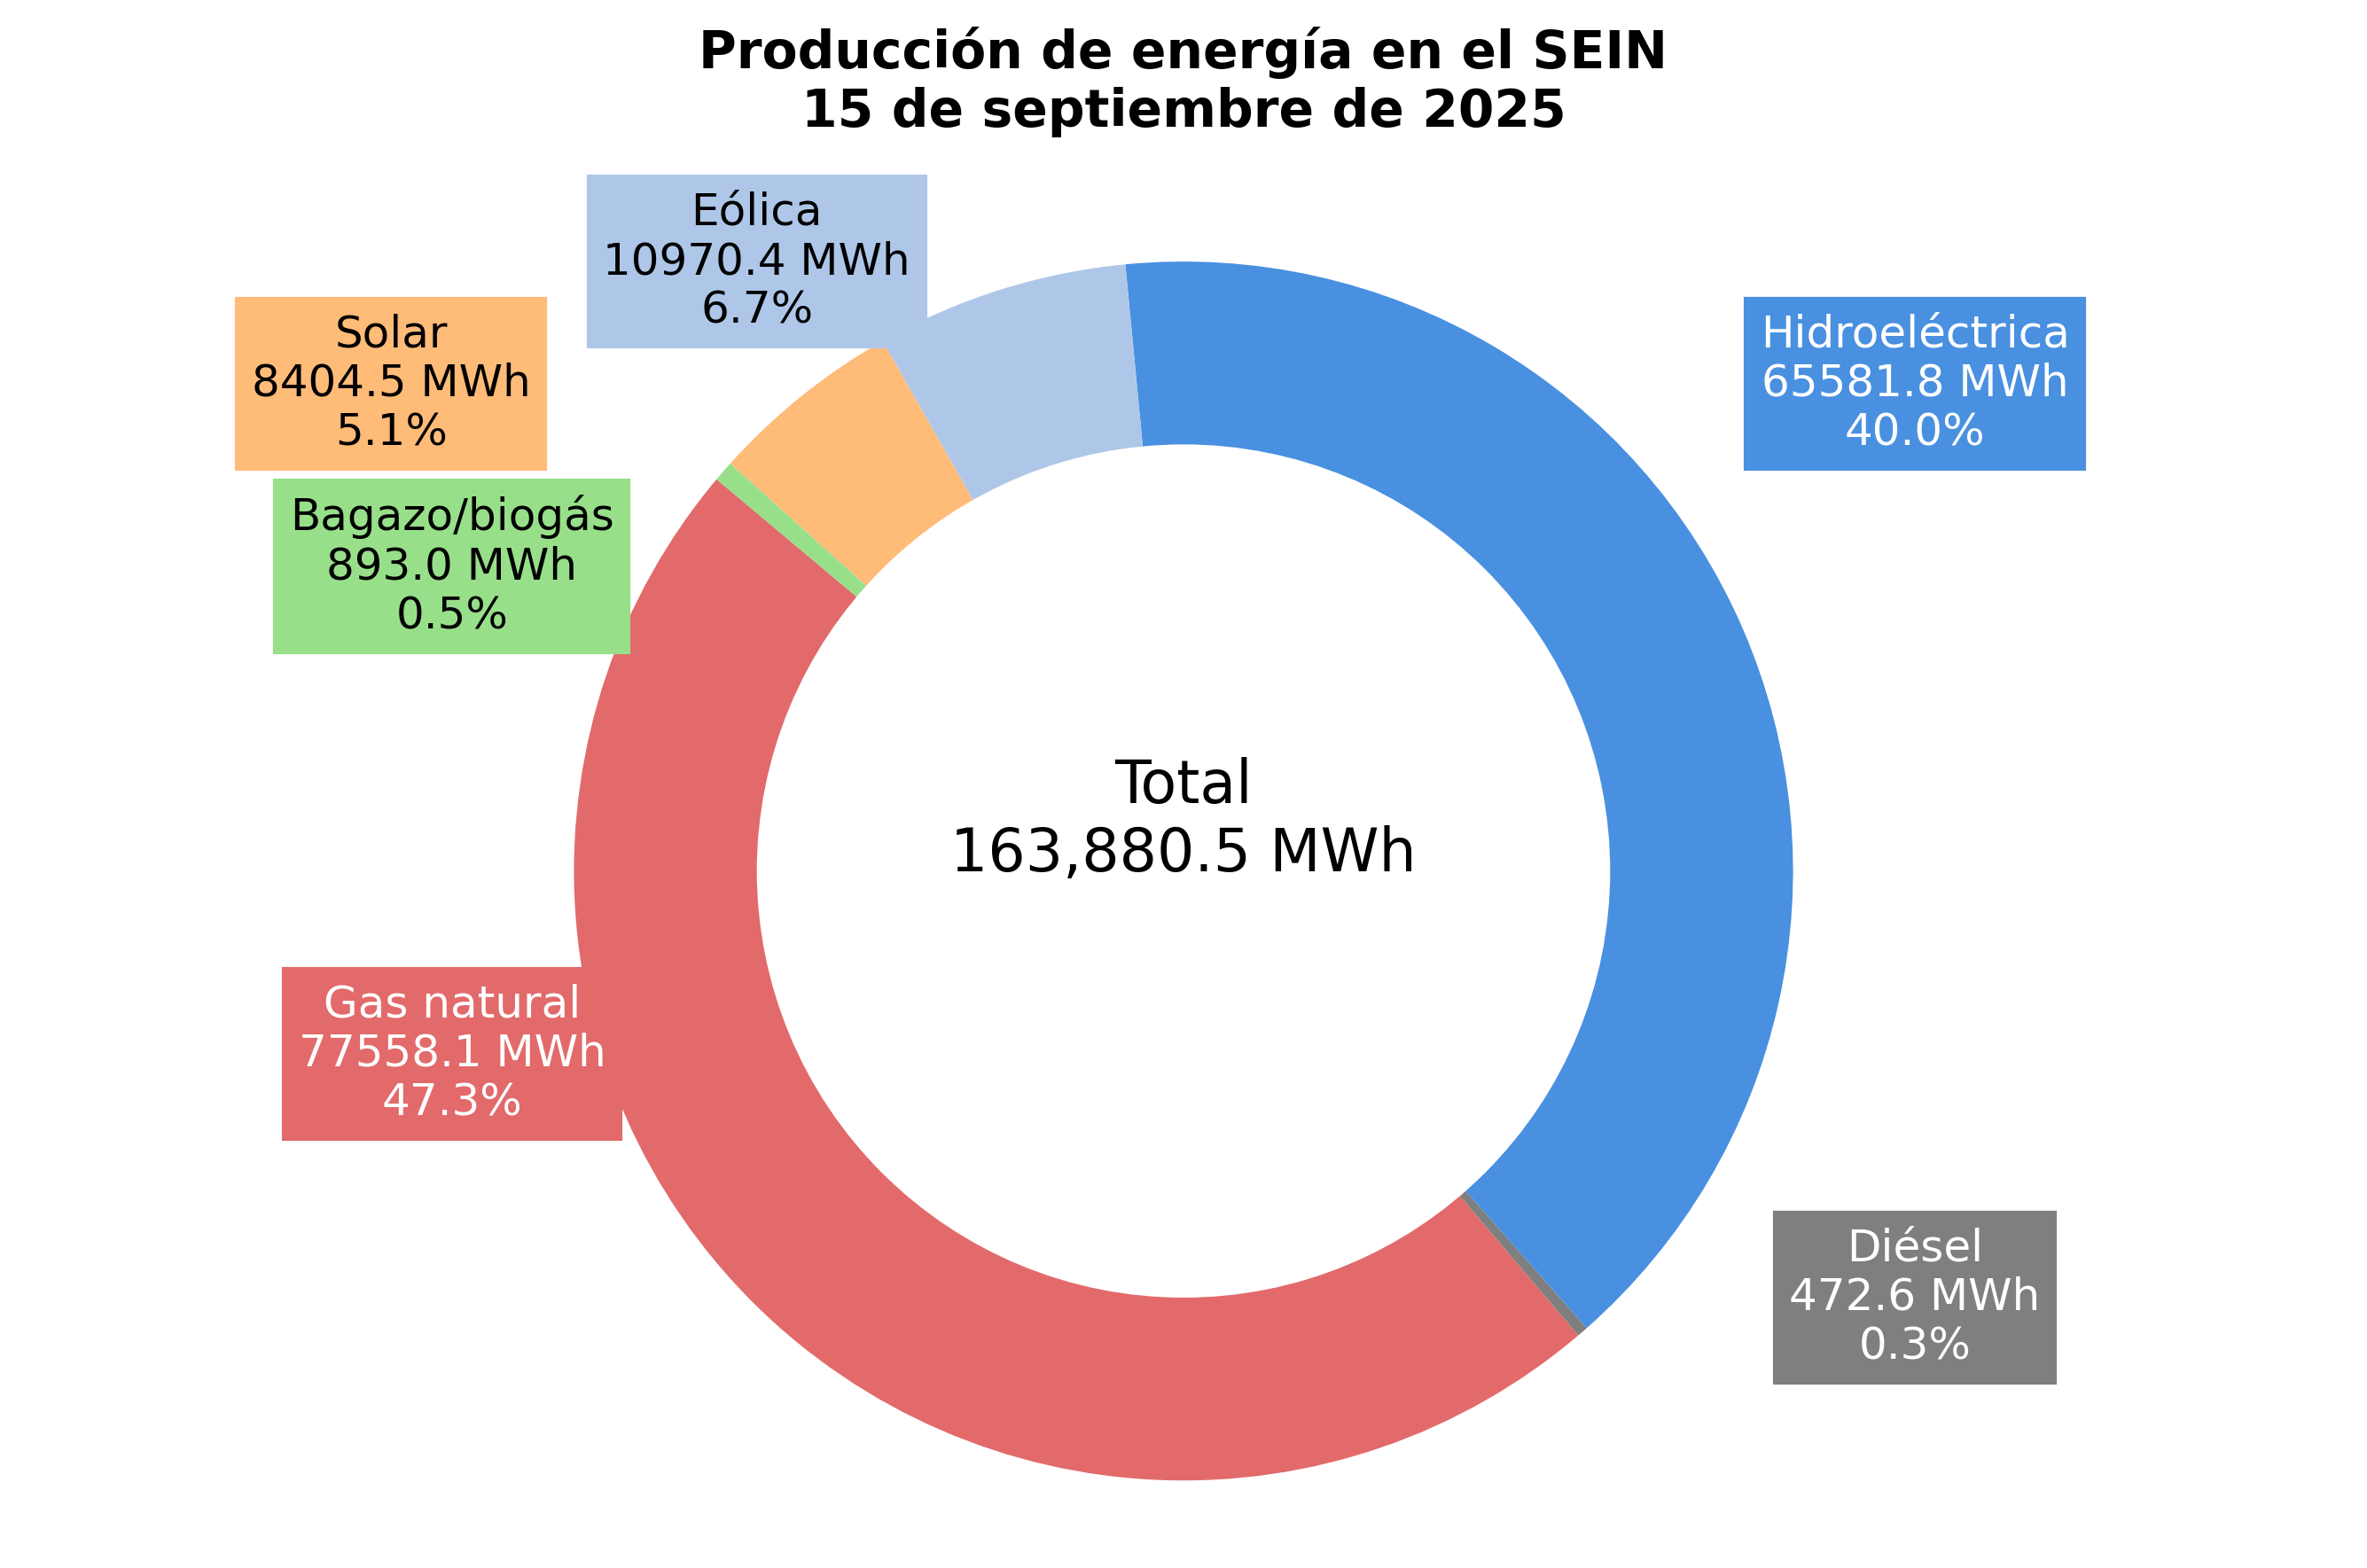 Producción de energía en el SEIN
15 de septiembre de 2025
Eólica
10970.4 MWh
6.7%
Solar
8404.5 MWh
5.1%
Hidroeléctrica
65581.8 MWh
40.0%
Bagazo/biogás
893.0 MWh
0.5%
Total
163,880.5 MWh
Gas natural
77558.1 MWh
47.3%
Diésel
472.6 MWh
0.3%